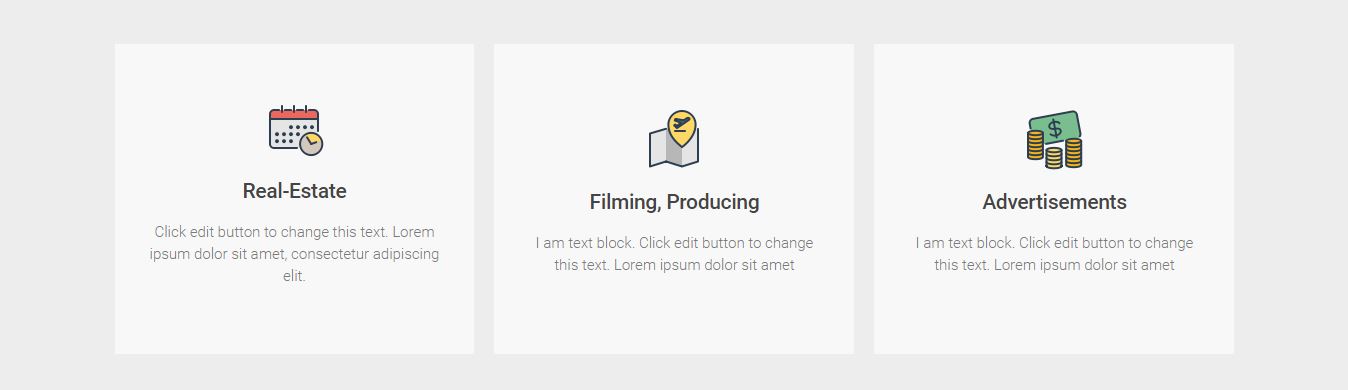 Real-Estate
Click edit button to change this text. Lorem
ipsum dolor sit amet, consectetur adipiscing
elit.
Filming, Producing
I am text block. Click edit button to change
this text. Lorem ipsum dolor sit amet
$
Advertisements
I am text block. Click edit button to change
this text. Lorem ipsum dolor sit amet